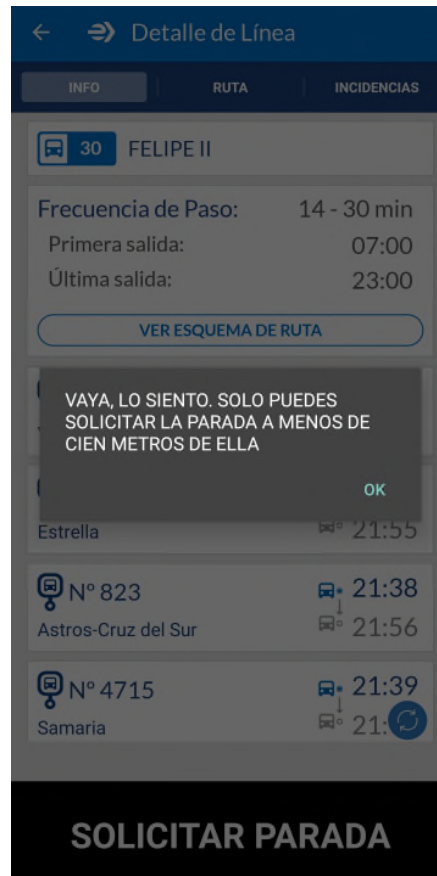 Detalle de Línea
INFO RUTA INCIDENCIAS
30 FELIPE II
Frecuencia de Paso: 14 - 30 min
Primera salida: 07:00
Última salida: 23:00
VER ESQUEMA DE RUTA
VAYA, LO SIENTO. SOLO PUEDES
SOLICITAR LA PARADA A MENOS DE
CIEN METROS DE ELLA
OK
Estrella 21:55
Nº 823 21:38
Astros-Cruz del Sur 21:56
Nº 4715 21:39
Samaria 21:
SOLICITAR PARADA